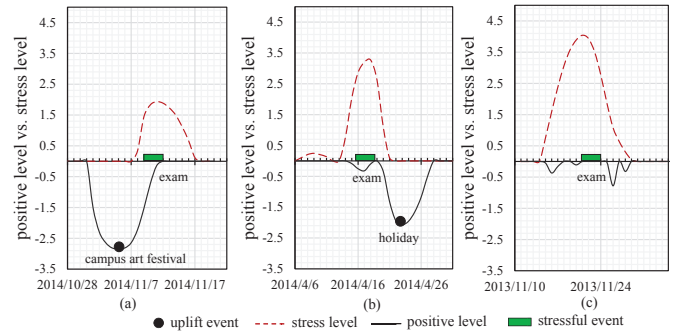 positive level vs. stress level
4.5
3.5
2.5
1.5
0.5
-0.5
-1.5
-2.5
-3.5
exam
campus art festival
2014/10/28 2014/11/7 2014/11/17
(a)
positive level vs. stress level
4.5
3.5
2.5
1.5
0.5
-0.5
-1.5
-2.5
-3.5
exam
holiday
2014/4/6 2014/4/16 2014/4/26
(b)
positive level vs. stress level
4.5
3.5
2.5
1.5
0.5
-0.5
-1.5
-2.5
-3.5
exam
2013/11/10 2013/11/24
(c)
uplift event stress level positive level stressful event